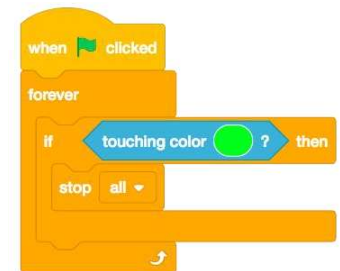 when clicked
forever
if touching color ? then
stop all